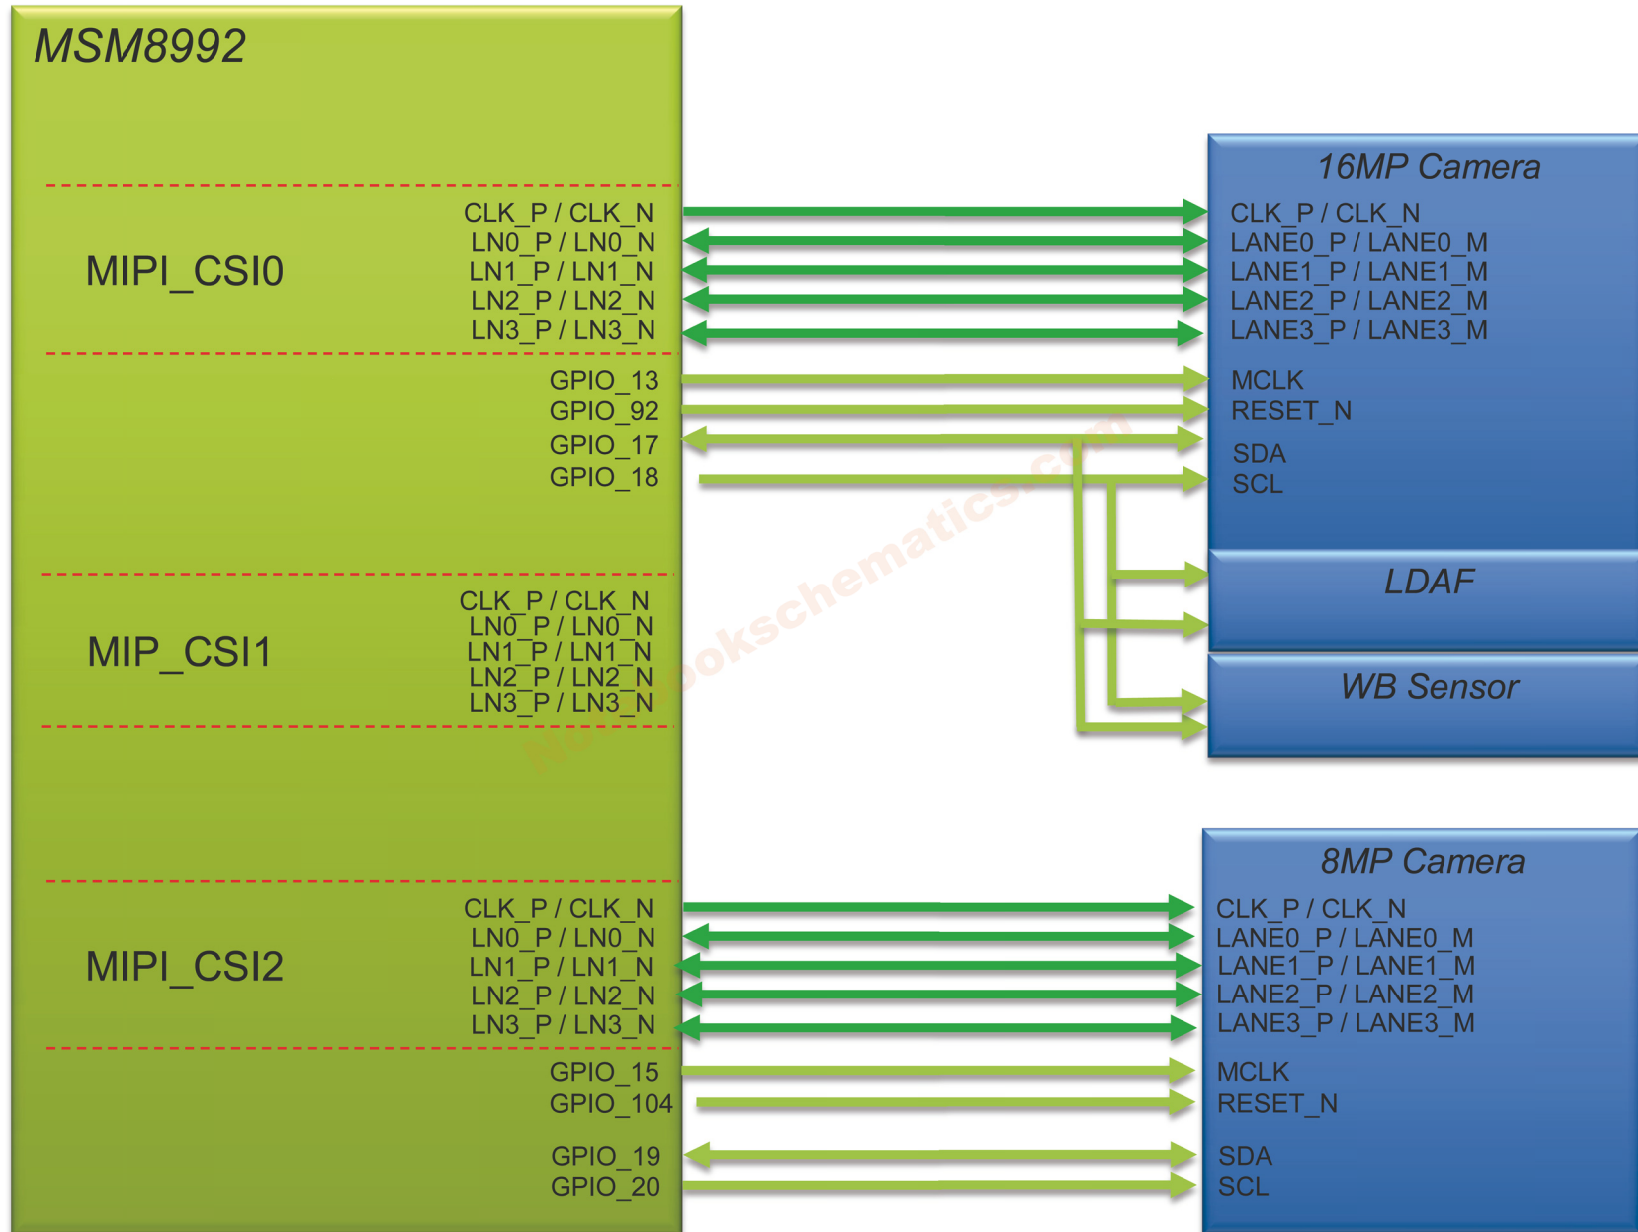 MSM8992
MIPI_CSI0
CLK_P / CLK_N
LN0_P / LN0_N
LN1_P / LN1_N
LN2_P / LN2_N
LN3_P / LN3_N
GPIO_13
GPIO_92
GPIO_17
GPIO_18
MIP_CSI1
CLK_P / CLK_N
LN0_P / LN0_N
LN1_P / LN1_N
LN2_P / LN2_N
LN3_P / LN3_N
MIPI_CSI2
CLK_P / CLK_N
LN0_P / LN0_N
LN1_P / LN1_N
LN2_P / LN2_N
LN3_P / LN3_N
GPIO_15
GPIO_104
GPIO_19
GPIO_20
16MP Camera
CLK_P / CLK_N
LANE0_P / LANE0_M
LANE1_P / LANE1_M
LANE2_P / LANE2_M
LANE3_P / LANE3_M
MCLK
RESET_N
SDA
SCL
LDAF
WB Sensor
8MP Camera
CLK_P / CLK_N
LANE0_P / LANE0_M
LANE1_P / LANE1_M
LANE2_P / LANE2_M
LANE3_P / LANE3_M
MCLK
RESET_N
SDA
SCL
Notebookschematics.com